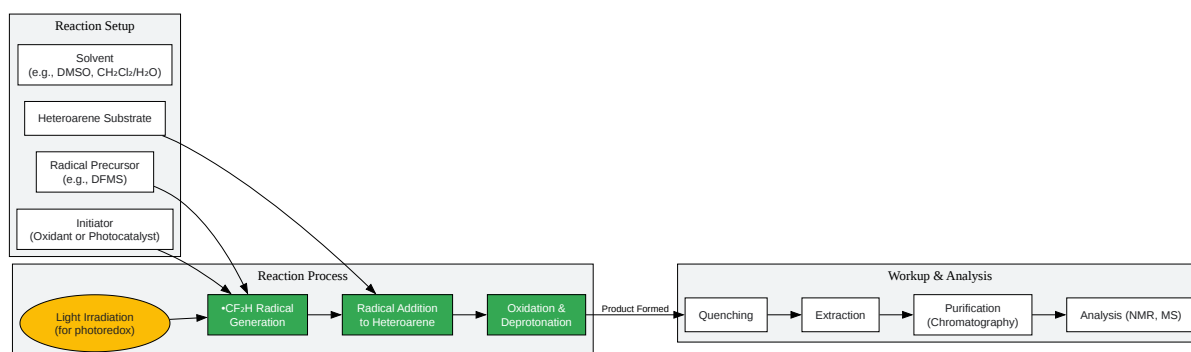 Reaction Setup
Solvent
(e.g., DMSO, CH₂Cl₂/H₂O)
Heteroarene Substrate
Radical Precursor
(e.g., DFMS)
Initiator
(Oxidant or Photocatalyst)
Reaction Process
Light Irradiation
(for photoredox)
•CF₂H Radical
Generation
Radical Addition
to Heteroarene
Oxidation &
Deprotonation
Product Formed
Workup & Analysis
Quenching
Extraction
Purification
(Chromatography)
Analysis (NMR, MS)